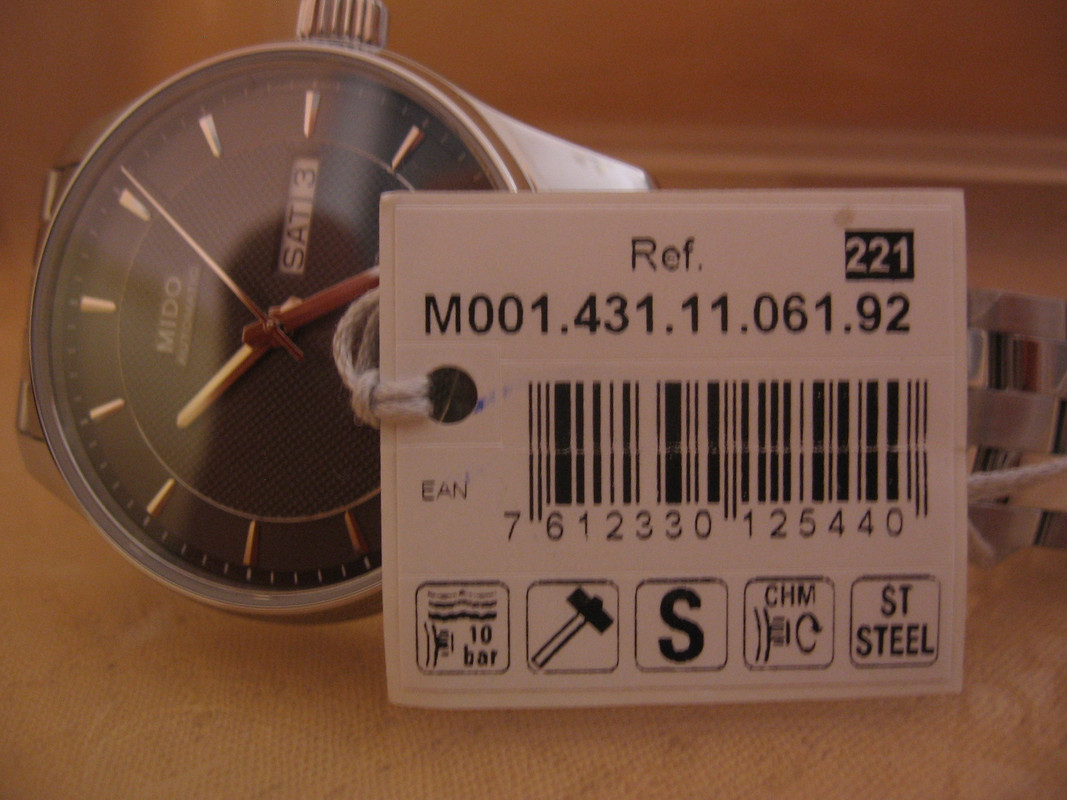 SAT 13
MIDO
AUTOMATIC
Ref.
221
M001.431.11.061.92
EAN
7 612330 125440
10
bar
S
CHM
ST
STEEL